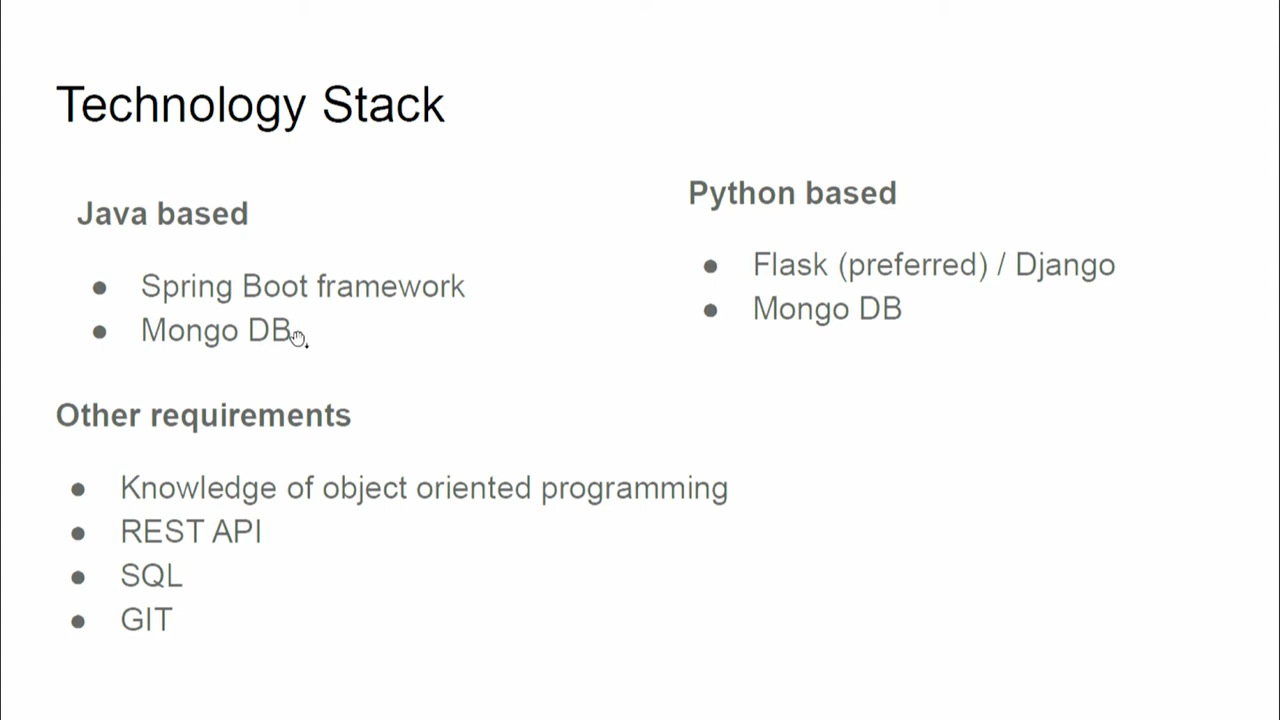 Technology Stack
Java based
● Spring Boot framework
● Mongo DB
Python based
● Flask (preferred) / Django
● Mongo DB
Other requirements
● Knowledge of object oriented programming
● REST API
● SQL
● GIT